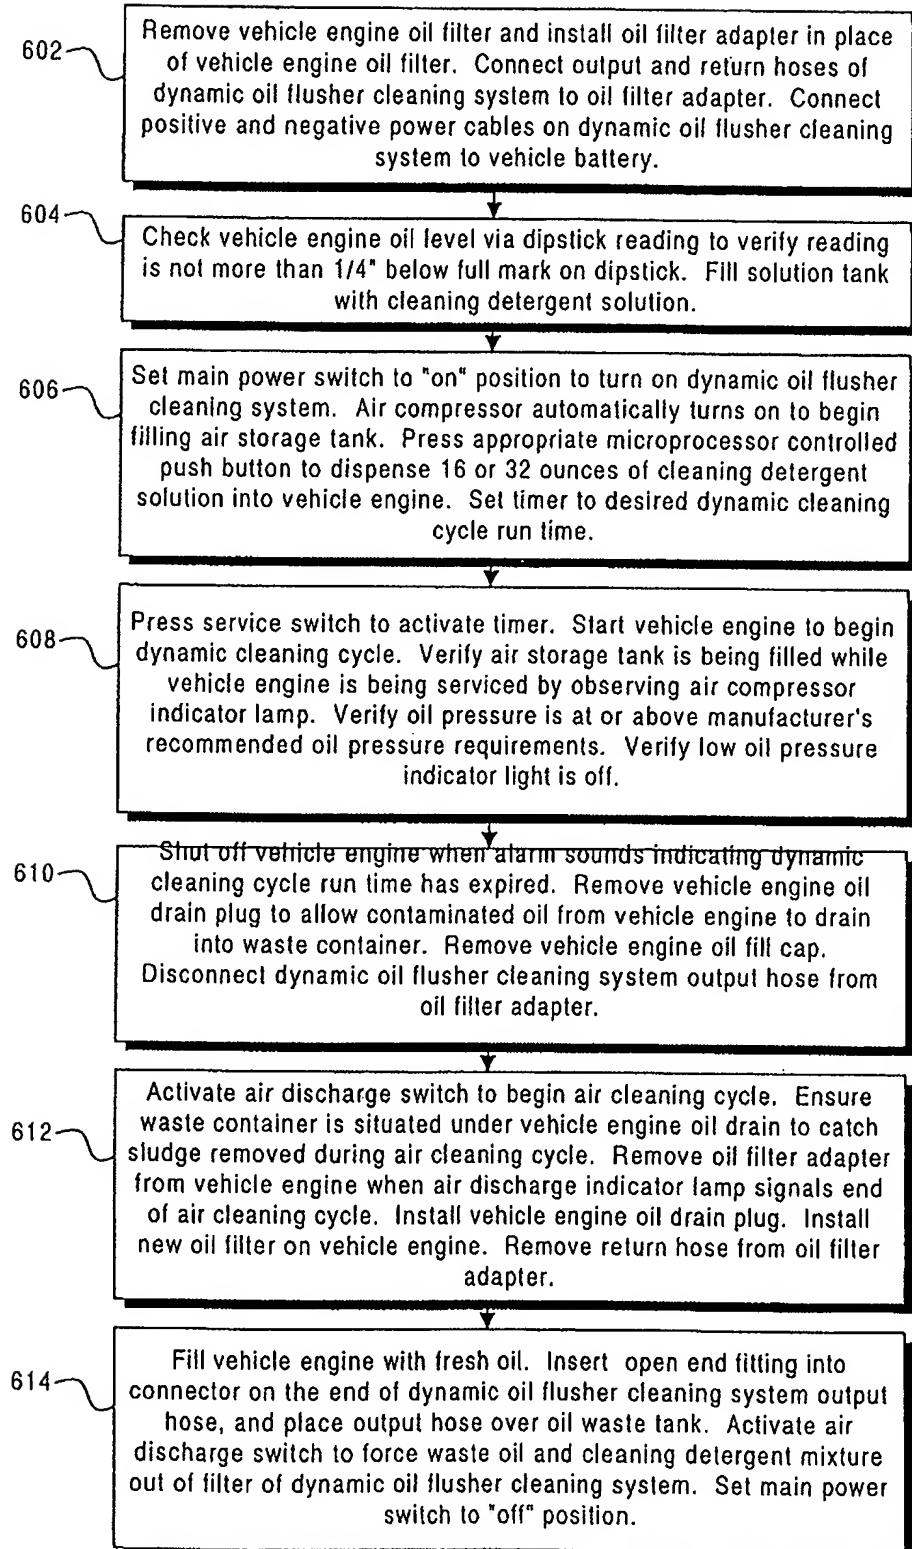 602
Remove vehicle engine oil filter and install oil filter adapter in place
of vehicle engine oil filter. Connect output and return hoses of
dynamic oil flusher cleaning system to oil filter adapter. Connect
positive and negative power cables on dynamic oil flusher cleaning
system to vehicle battery.
604
Check vehicle engine oil level via dipstick reading to verify reading
is not more than 1/4" below full mark on dipstick. Fill solution tank
with cleaning detergent solution.
606
Set main power switch to "on" position to turn on dynamic oil flusher
cleaning system. Air compressor automatically turns on to begin
filling air storage tank. Press appropriate microprocessor controlled
push button to dispense 16 or 32 ounces of cleaning detergent
solution into vehicle engine. Set timer to desired dynamic cleaning
cycle run time.
608
Press service switch to activate timer. Start vehicle engine to begin
dynamic cleaning cycle. Verify air storage tank is being filled while
vehicle engine is being serviced by observing air compressor
indicator lamp. Verify oil pressure is at or above manufacturer's
recommended oil pressure requirements. Verify low oil pressure
indicator light is off.
610
Shut off vehicle engine when alarm sounds indicating dynamic
cleaning cycle run time has expired. Remove vehicle engine oil
drain plug to allow contaminated oil from vehicle engine to drain
into waste container. Remove vehicle engine oil fill cap.
Disconnect dynamic oil flusher cleaning system output hose from
oil filter adapter.
612
Activate air discharge switch to begin air cleaning cycle. Ensure
waste container is situated under vehicle engine oil drain to catch
sludge removed during air cleaning cycle. Remove oil filter adapter
from vehicle engine when air discharge indicator lamp signals end
of air cleaning cycle. Install vehicle engine oil drain plug. Install
new oil filter on vehicle engine. Remove return hose from oil filter
adapter.
614
Fill vehicle engine with fresh oil. Insert open end fitting into
connector on the end of dynamic oil flusher cleaning system output
hose, and place output hose over oil waste tank. Activate air
discharge switch to force waste oil and cleaning detergent mixture
out of filter of dynamic oil flusher cleaning system. Set main power
switch to "off" position.